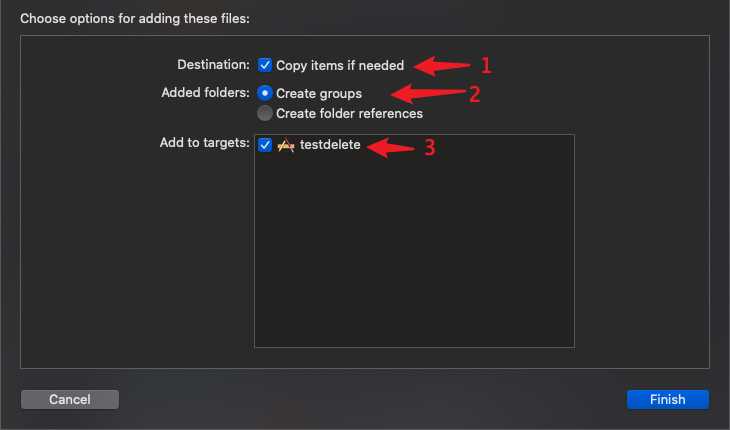 Choose options for adding these files:
Destination: Copy items if needed 1
Added folders: Create groups 2
Create folder references
Add to targets: testdelete 3
Cancel Finish